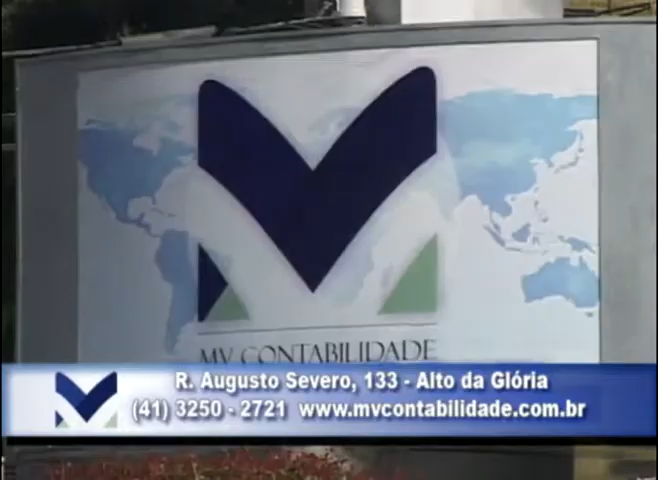 MV CONTABILIDADE
R. Augusto Severo, 133 - Alto da Glória
(41) 3250 - 2721 www.mvcontabilidade.com.br